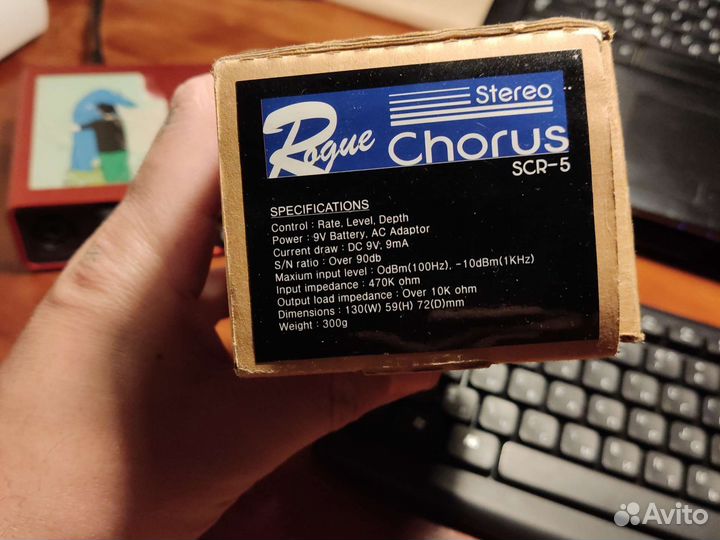 Rogue
Stereo
Chorus
SCR-5
SPECIFICATIONS
Control : Rate, Level, Depth
Power : 9V Battery, AC Adaptor
Current draw : DC 9V, 9mA
S/N ratio : Over 90db
Maxium input level : OdBm(100Hz), -10dBm(1KHz)
Input impedance : 470K ohm
Output load impedance : Over 10K ohm
Dimensions : 130(W) 59(H) 72(D)mm
Weight : 300g
Avito